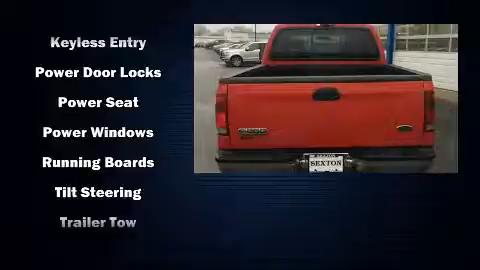 Keyless Entry
Power Door Locks
Power Seat
Power Windows
Running Boards
Tilt Steering
Trailer Tow
SEXTON